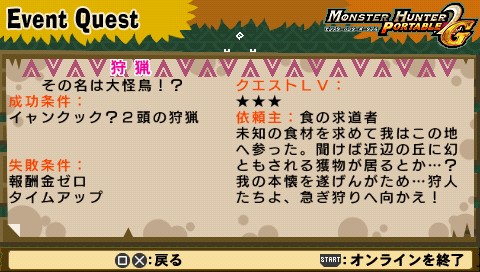 Event Quest
MONSTER HUNTER
PORTABLE 2nd G
狩猟
その名は大怪鳥！？
成功条件：
イャンクック？２頭の狩猟
失敗条件：
報酬金ゼロ
タイムアップ
クエストＬＶ：
★★★
依頼主：食の求道者
未知の食材を求めて我はこの地
へ参った。聞けば近辺の丘に幻
ともされる獲物が居るとか…？
我の本懐を遂げんがため…狩人
たちよ、急ぎ狩りへ向かえ！
□×:戻る
START:オンラインを終了